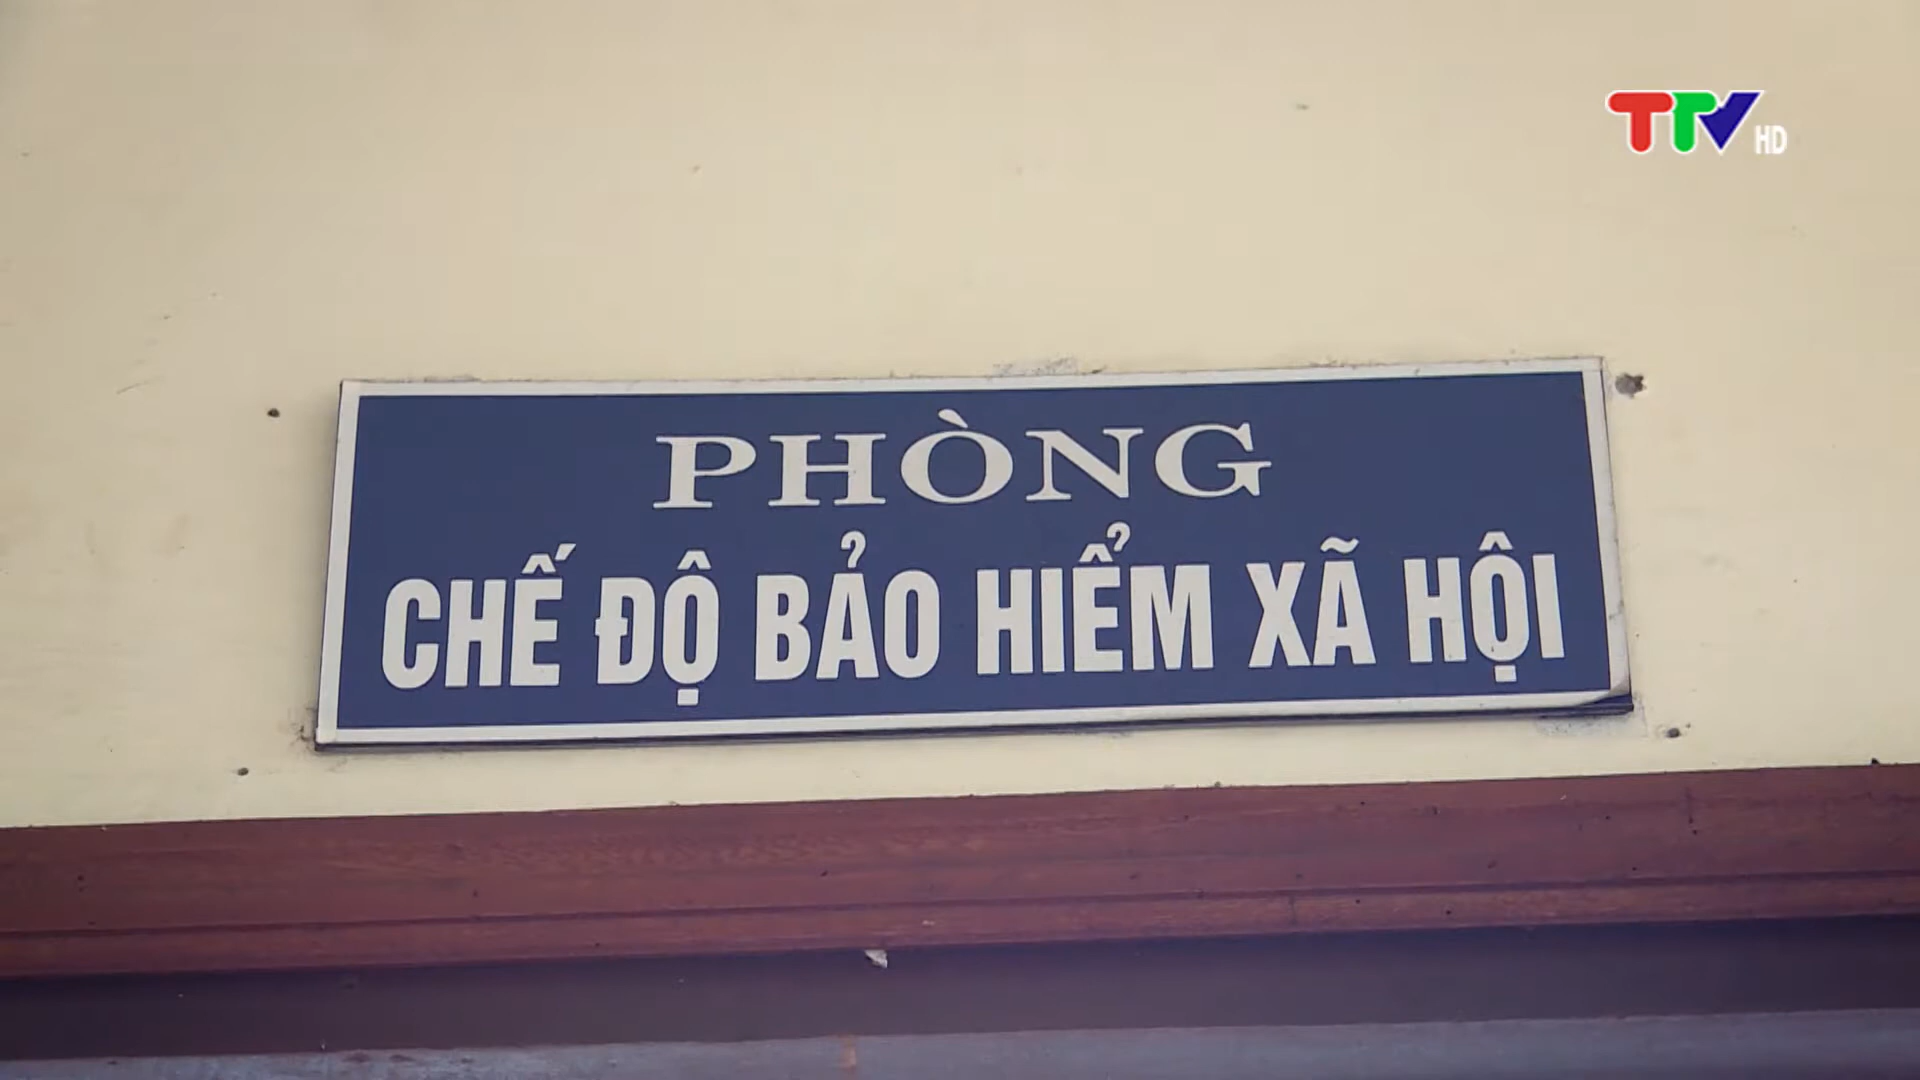 TTV HD
PHÒNG
CHẾ ĐỘ BẢO HIỂM XÃ HỘI